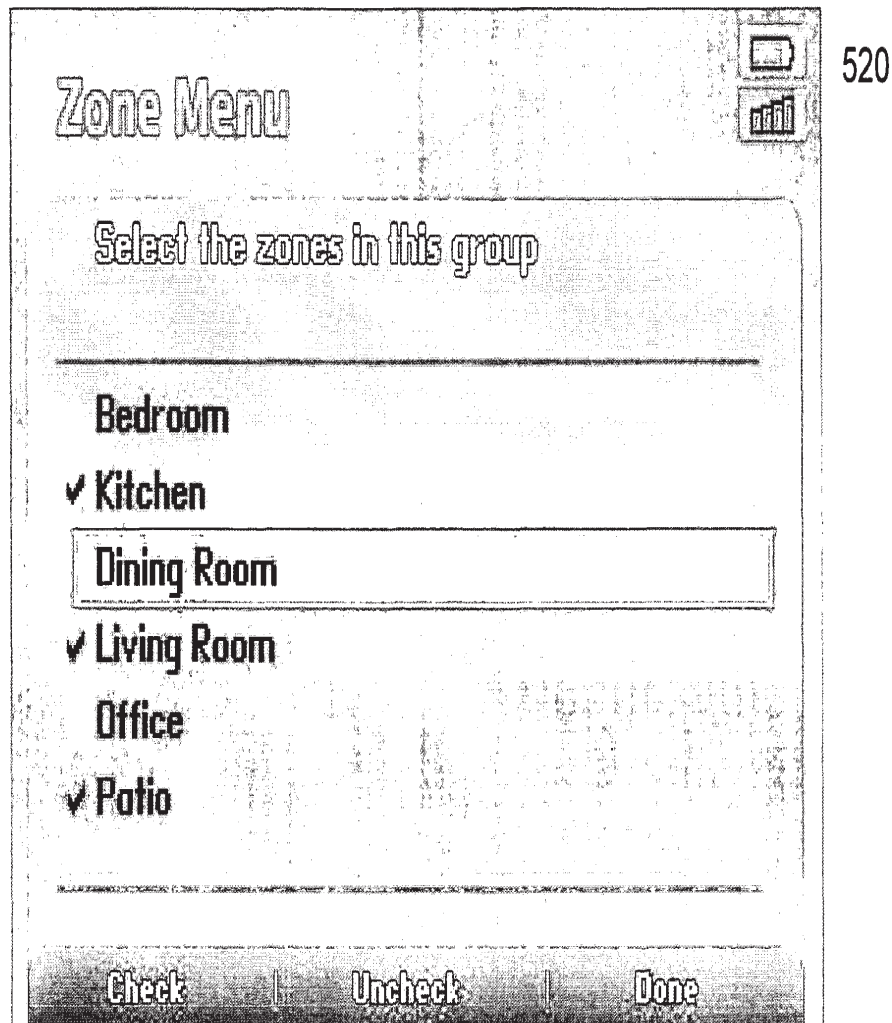 520
Zone Menu
Select the zones in this group
Bedroom
✓ Kitchen
Dining Room
✓ Living Room
Office
✓ Patio
Check | Uncheck | Done